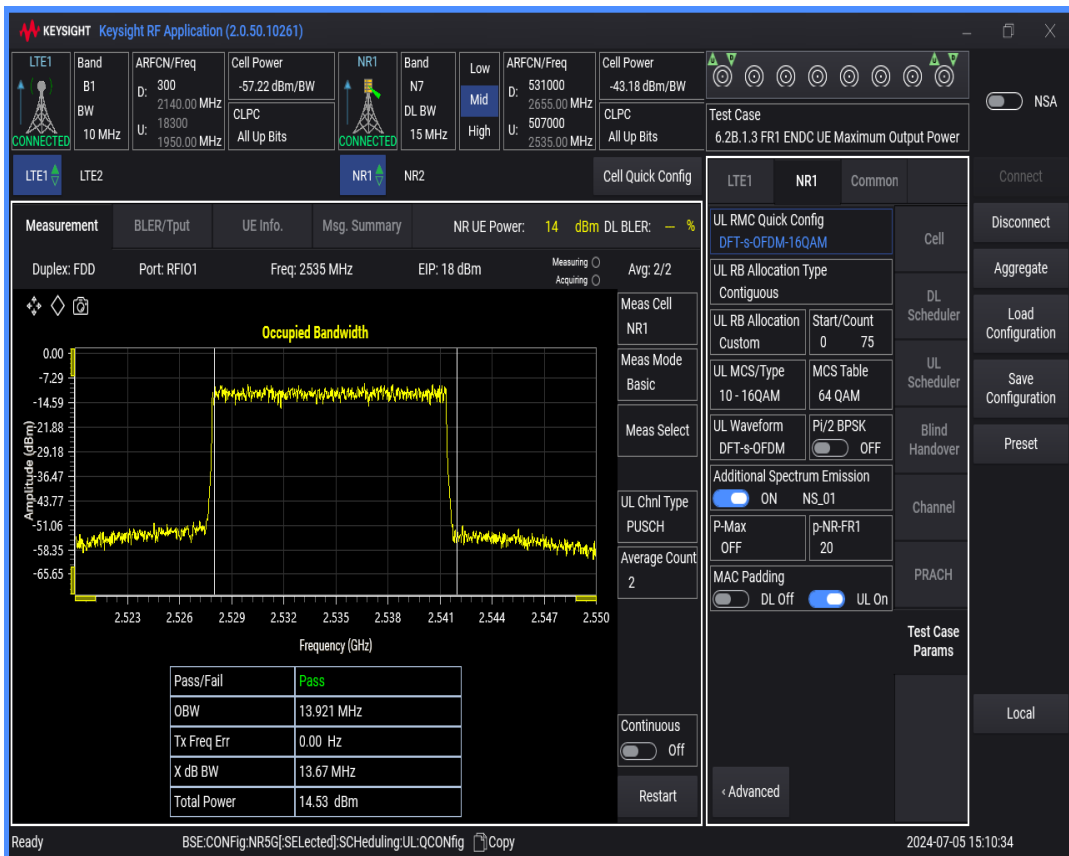 KEYSIGHT Keysight RF Application (2.0.50.10261)
LTE1
CONNECTED
Band
B1
BW
10 MHz
ARFCN/Freq
D: 300
2140.00 MHz
U: 18300
1950.00 MHz
Cell Power
-57.22 dBm/BW
CLPC
All Up Bits
NR1
CONNECTED
Band
N7
DL BW
15 MHz
Low
Mid
High
ARFCN/Freq
D: 531000
2655.00 MHz
U: 507000
2535.00 MHz
Cell Power
-43.18 dBm/BW
CLPC
All Up Bits
Test Case
6.2B.1.3 FR1 ENDC UE Maximum Output Power
NSA
LTE1 LTE2 NR1 NR2 Cell Quick Config
Measurement BLER/Tput UE Info. Msg. Summary NR UE Power: 14 dBm DL BLER: --- %
Duplex: FDD Port: RFIO1 Freq: 2535 MHz EIP: 18 dBm Measuring Avg: 2/2
Acquiring
Occupied Bandwidth
Amplitude (dBm)
0.00
-7.29
-14.59
-21.88
-29.18
-36.47
-43.77
-51.06
-58.35
-65.65
2.523 2.526 2.529 2.532 2.535 2.538 2.541 2.544 2.547 2.550
Frequency (GHz)
Pass/Fail Pass
OBW 13.921 MHz
Tx Freq Err 0.00 Hz
X dB BW 13.67 MHz
Total Power 14.53 dBm
Meas Cell
NR1
Meas Mode
Basic
Meas Select
UL Chnl Type
PUSCH
Average Count
2
Continuous
Off
Restart
LTE1 NR1 Common
UL RMC Quick Config
DFT-s-OFDM-16QAM
UL RB Allocation Type
Contiguous
UL RB Allocation Start/Count
Custom 0 75
UL MCS/Type MCS Table
10 - 16QAM 64 QAM
UL Waveform Pi/2 BPSK
DFT-s-OFDM OFF
Additional Spectrum Emission
ON NS_01
P-Max p-NR-FR1
OFF 20
MAC Padding
DL Off UL On
‹ Advanced
Cell
DL
Scheduler
UL
Scheduler
Blind
Handover
Channel
PRACH
Test Case
Params
Connect
Disconnect
Aggregate
Load
Configuration
Save
Configuration
Preset
Local
Ready BSE:CONFig:NR5G[:SELected]:SCHeduling:UL:QCONfig Copy 2024-07-05 15:10:34